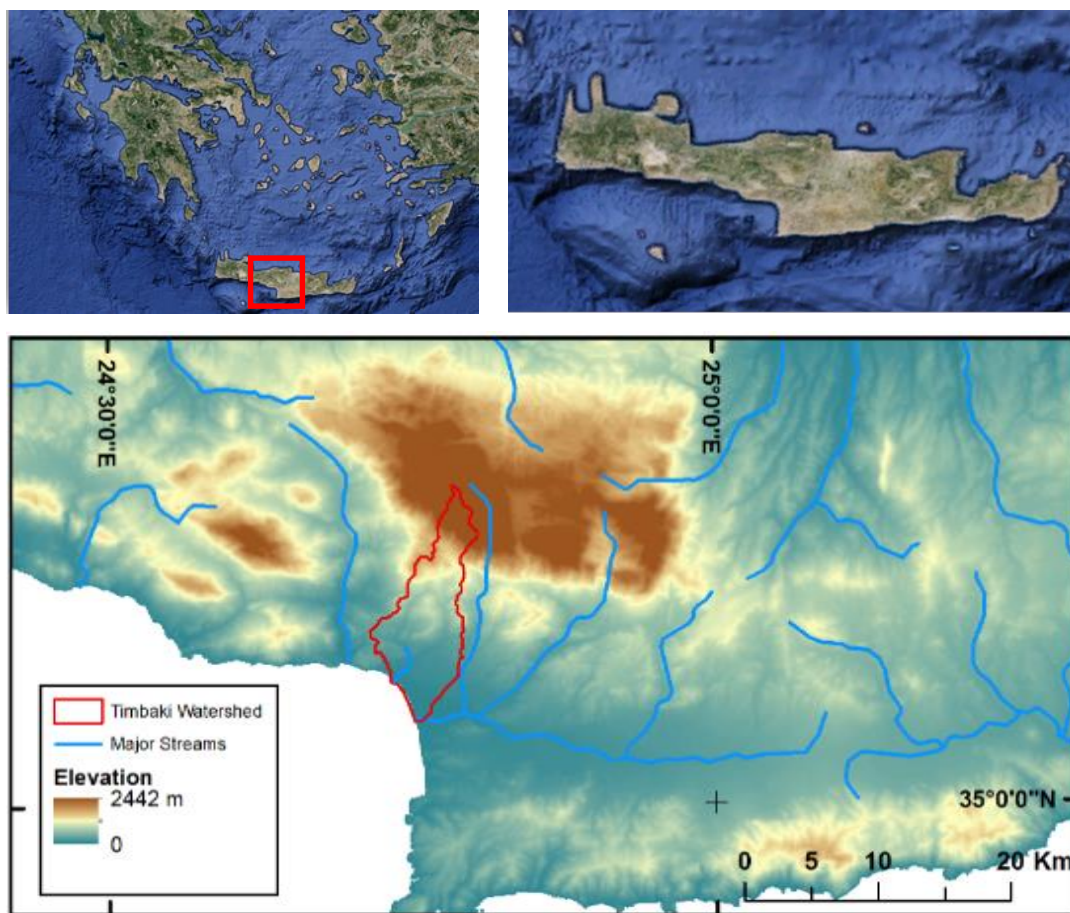 24°30'0"E
25°0'0"E
Timbaki Watershed
Major Streams
Elevation
2442 m
0
35°0'0"N
0 5 10 20 Km